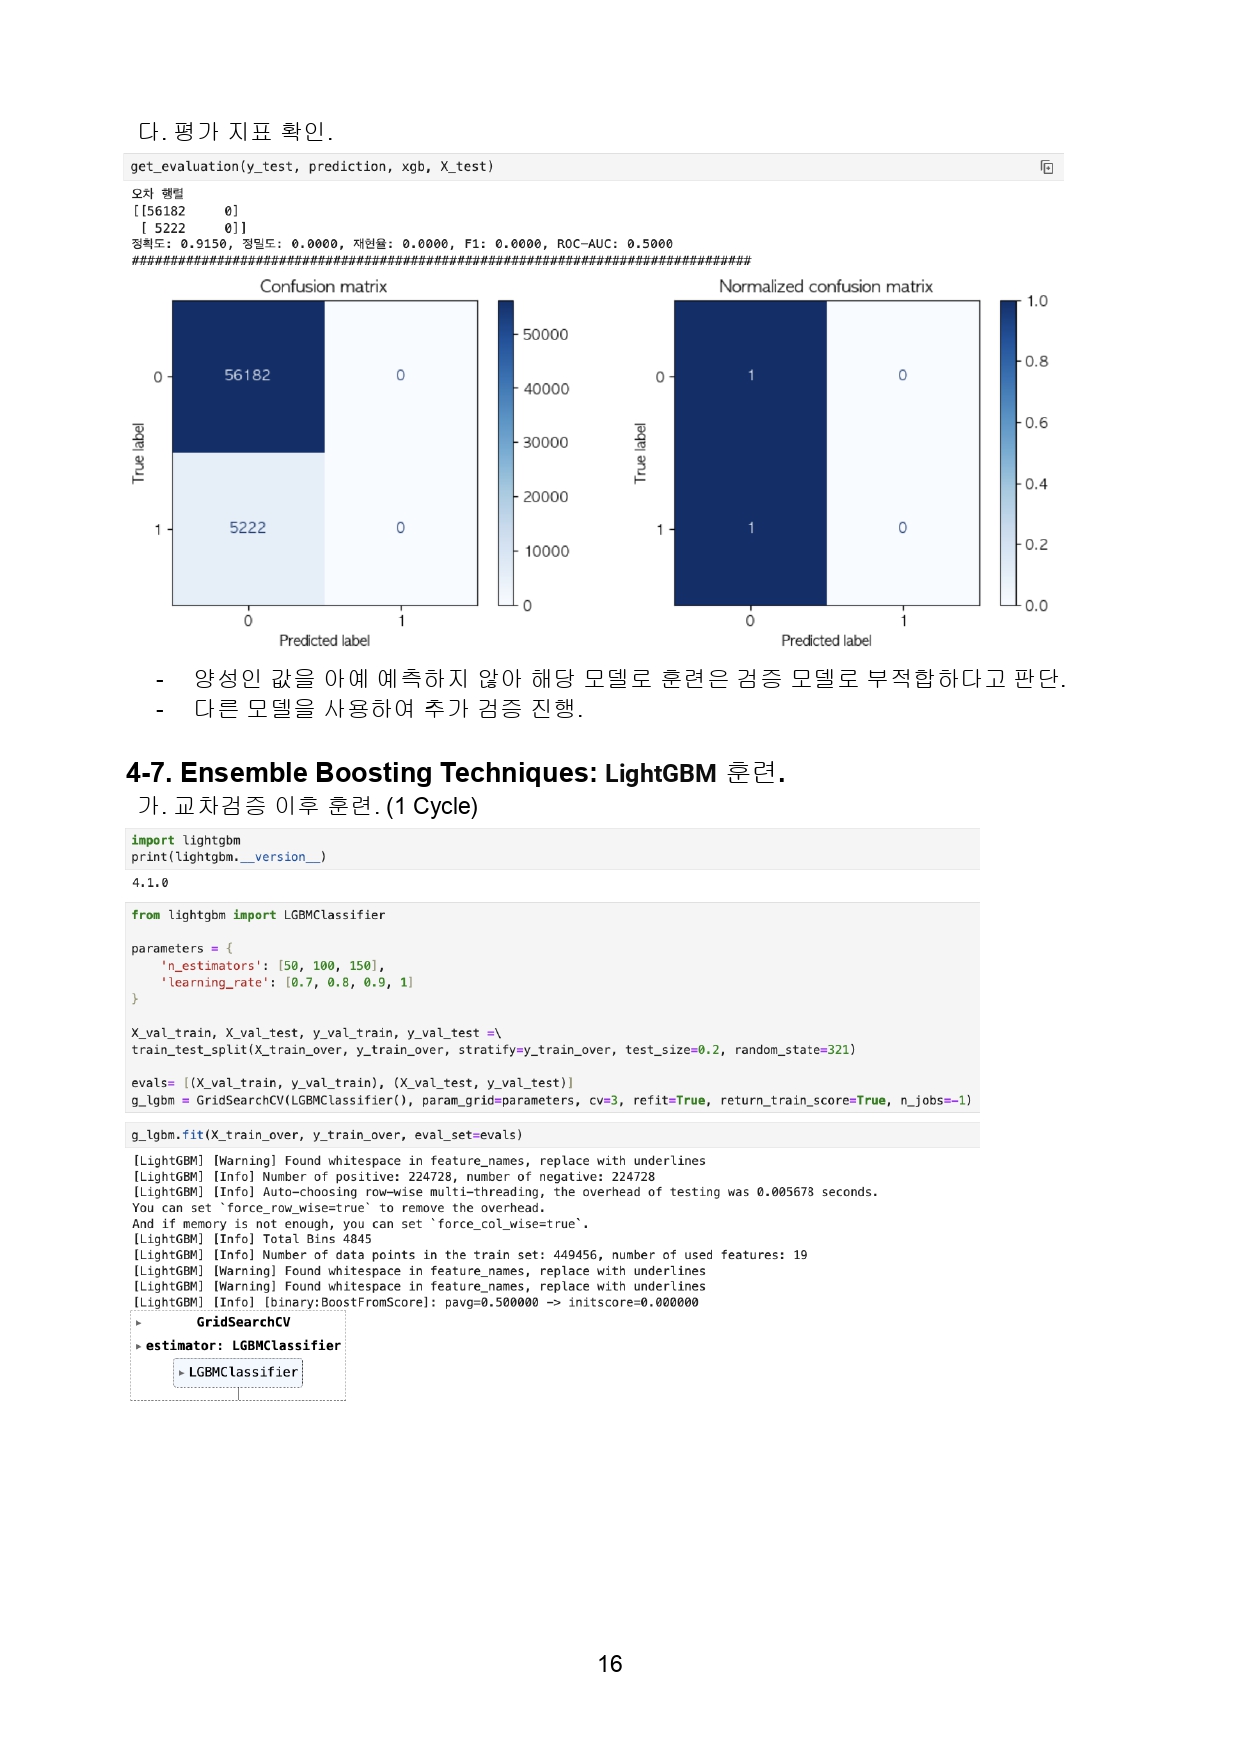 다. 평가 지표 확인.
get_evaluation(y_test, prediction, xgb, X_test)
오차 행렬
[[56182     0]
 [ 5222     0]]
정확도: 0.9150, 정밀도: 0.0000, 재현율: 0.0000, F1: 0.0000, ROC-AUC: 0.5000
################################################################################
Confusion matrix
Normalized confusion matrix
True label
0
1
56182
0
5222
0
0
1
Predicted label
50000
40000
30000
20000
10000
0
True label
0
1
1
0
1
0
0
1
Predicted label
1.0
0.8
0.6
0.4
0.2
0.0
- 양성인 값을 아예 예측하지 않아 해당 모델로 훈련은 검증 모델로 부적합하다고 판단.
- 다른 모델을 사용하여 추가 검증 진행.
4-7. Ensemble Boosting Techniques: LightGBM 훈련.
가. 교차검증 이후 훈련. (1 Cycle)
import lightgbm
print(lightgbm.__version__)
4.1.0
from lightgbm import LGBMClassifier
parameters = {
    'n_estimators': [50, 100, 150],
    'learning_rate': [0.7, 0.8, 0.9, 1]
}
X_val_train, X_val_test, y_val_train, y_val_test =\
train_test_split(X_train_over, y_train_over, stratify=y_train_over, test_size=0.2, random_state=321)
evals= [(X_val_train, y_val_train), (X_val_test, y_val_test)]
g_lgbm = GridSearchCV(LGBMClassifier(), param_grid=parameters, cv=3, refit=True, return_train_score=True, n_jobs=-1)
g_lgbm.fit(X_train_over, y_train_over, eval_set=evals)
[LightGBM] [Warning] Found whitespace in feature_names, replace with underlines
[LightGBM] [Info] Number of positive: 224728, number of negative: 224728
[LightGBM] [Info] Auto-choosing row-wise multi-threading, the overhead of testing was 0.005678 seconds.
You can set `force_row_wise=true` to remove the overhead.
And if memory is not enough, you can set `force_col_wise=true`.
[LightGBM] [Info] Total Bins 4845
[LightGBM] [Info] Number of data points in the train set: 449456, number of used features: 19
[LightGBM] [Warning] Found whitespace in feature_names, replace with underlines
[LightGBM] [Warning] Found whitespace in feature_names, replace with underlines
[LightGBM] [Info] [binary:BoostFromScore]: pavg=0.500000 -> initscore=0.000000
GridSearchCV
estimator: LGBMClassifier
LGBMClassifier
16